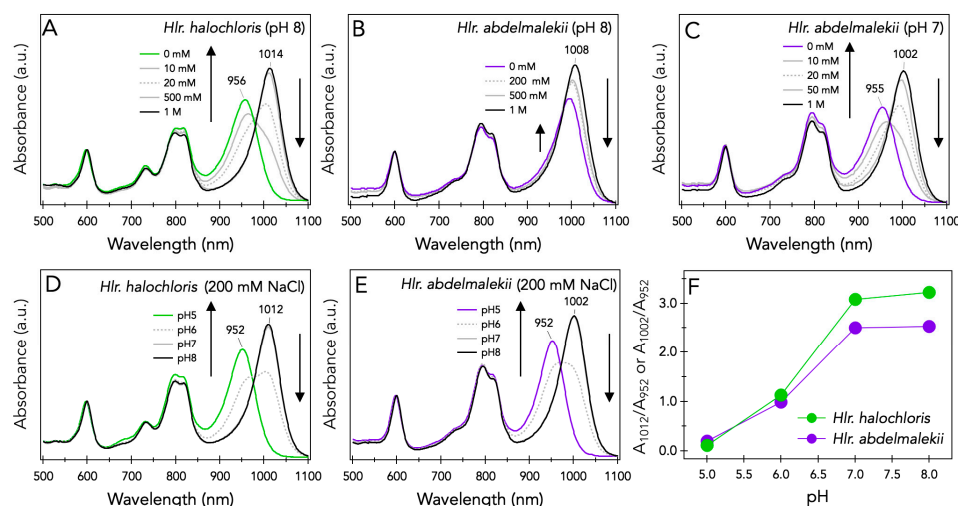 A
Hlr. halochloris (pH 8)
0 mM
10 mM
20 mM
500 mM
1 M
956
1014
Absorbance (a.u.)
500 600 700 800 900 1000 1100
Wavelength (nm)
B
Hlr. abdelmalekii (pH 8)
0 mM
200 mM
500 mM
1 M
1008
Absorbance (a.u.)
500 600 700 800 900 1000 1100
Wavelength (nm)
C
Hlr. abdelmalekii (pH 7)
0 mM
10 mM
20 mM
50 mM
1 M
955
1002
Absorbance (a.u.)
500 600 700 800 900 1000 1100
Wavelength (nm)
D
Hlr. halochloris (200 mM NaCl)
pH5
pH6
pH7
pH8
952
1012
Absorbance (a.u.)
500 600 700 800 900 1000 1100
Wavelength (nm)
E
Hlr. abdelmalekii (200 mM NaCl)
pH5
pH6
pH7
pH8
952
1002
Absorbance (a.u.)
500 600 700 800 900 1000 1100
Wavelength (nm)
F
A1012/A952 or A1002/A952
3.0
2.0
1.0
0.0
Hlr. halochloris
Hlr. abdelmalekii
5.0 5.5 6.0 6.5 7.0 7.5 8.0
pH